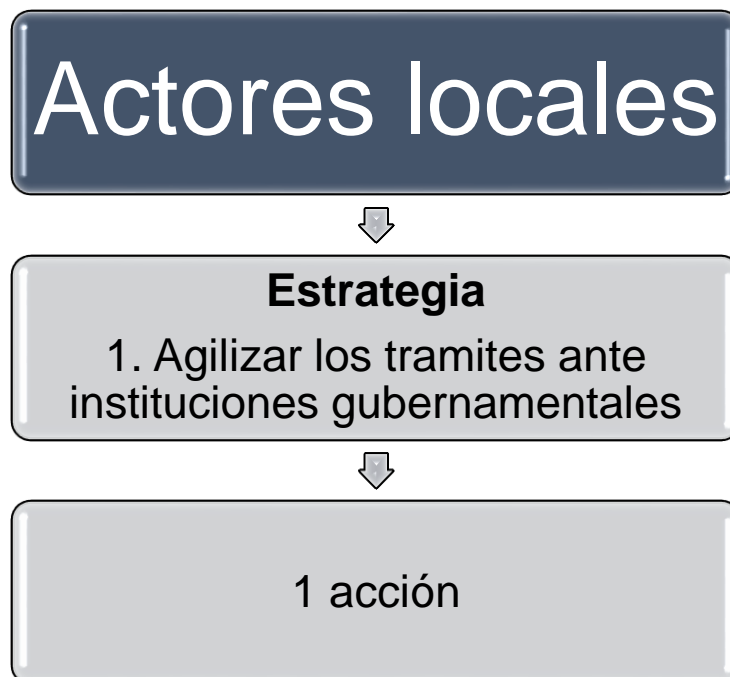 Actores locales
Estrategia
1. Agilizar los tramites ante
instituciones gubernamentales
1 acción